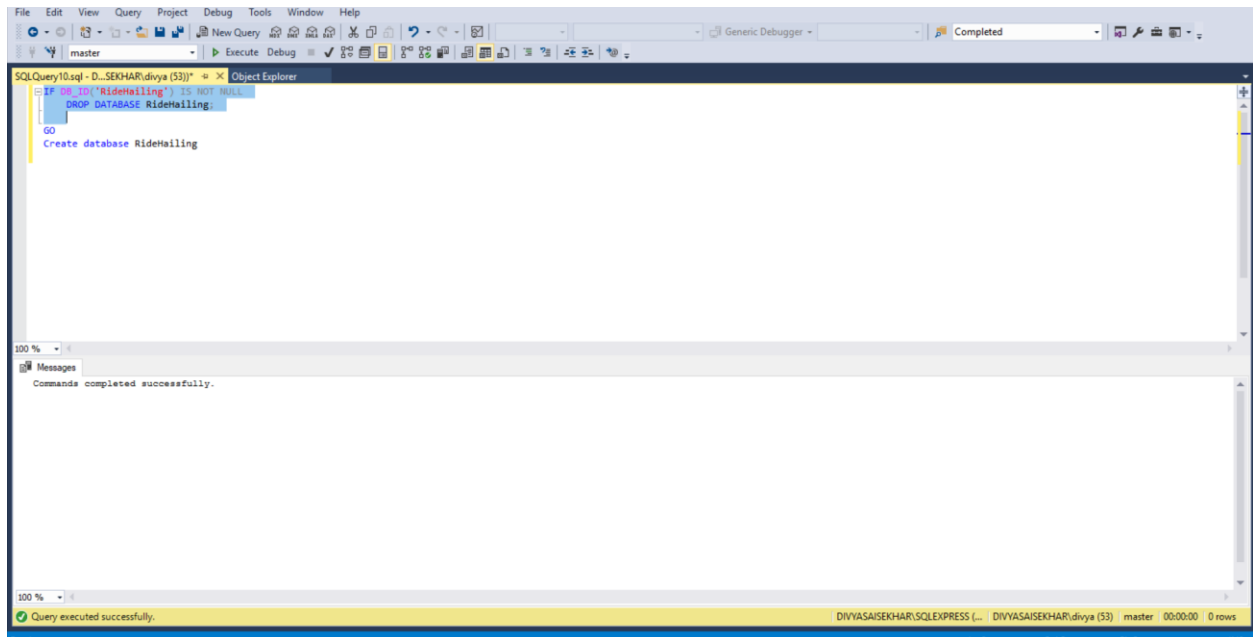 File Edit View Query Project Debug Tools Window Help
New Query Generic Debugger Completed
master Execute Debug
SQLQuery10.sql - D...SEKHAR\divya (53))* Object Explorer
IF DB_ID('RideHailing') IS NOT NULL
DROP DATABASE RideHailing;
GO
Create database RideHailing
100 %
Messages
Commands completed successfully.
100 %
Query executed successfully. DIVYASAISEKHAR\SQLEXPRESS (... DIVYASAISEKHAR\divya (53) master 00:00:00 0 rows